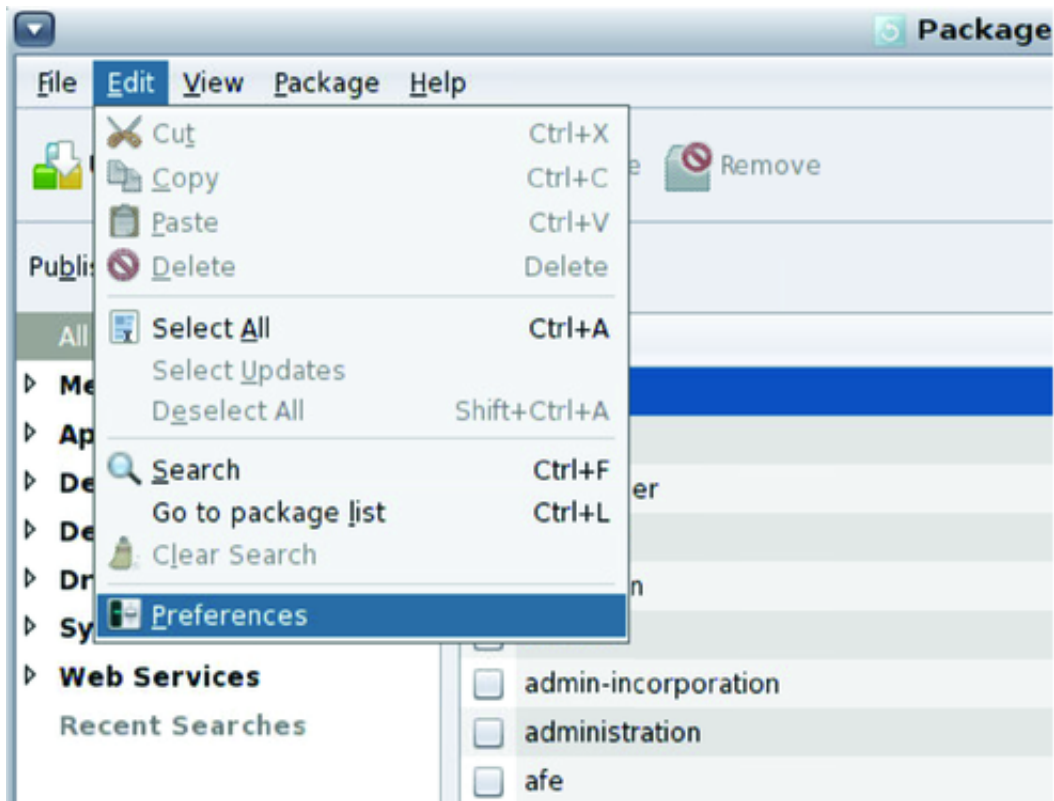 Package
File Edit View Package Help
Cut Ctrl+X
Copy Ctrl+C
Remove
Paste Ctrl+V
Delete Delete
All
Select All Ctrl+A
Select Updates
Deselect All Shift+Ctrl+A
Search Ctrl+F
Go to package list Ctrl+L
Clear Search
Preferences
Web Services
Recent Searches
admin-incorporation
administration
afe